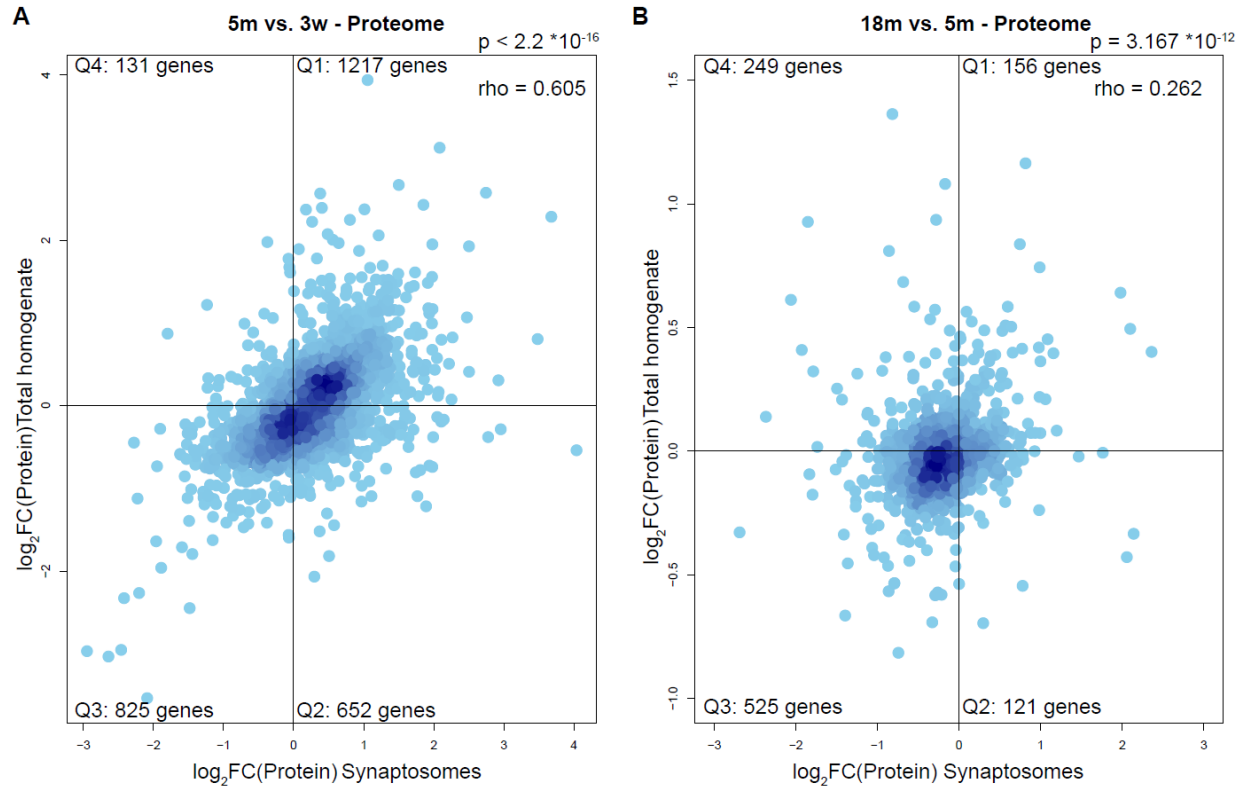 A
5m vs. 3w - Proteome
p < 2.2 *10-16
Q4: 131 genes
Q1: 1217 genes
rho = 0.605
4
2
0
−2
log2FC(Protein)Total homogenate
Q3: 825 genes
Q2: 652 genes
−3 −2 −1 0 1 2 3 4
log2FC(Protein) Synaptosomes
B
18m vs. 5m - Proteome
p = 3.167 *10-12
Q4: 249 genes
Q1: 156 genes
rho = 0.262
1.5
1.0
0.5
0.0
−0.5
−1.0
log2FC(Protein)Total homogenate
Q3: 525 genes
Q2: 121 genes
−3 −2 −1 0 1 2 3
log2FC(Protein) Synaptosomes